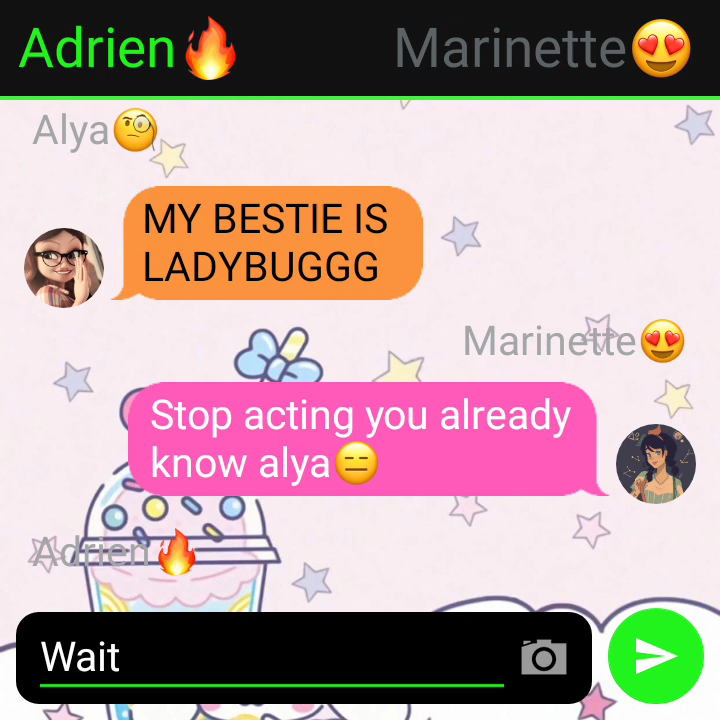 Adrien🔥 Marinette😍
Alya🧐
MY BESTIE IS
LADYBUGGG
Marinette😍
Stop acting you already
know alya😑
Adrien🔥
Wait